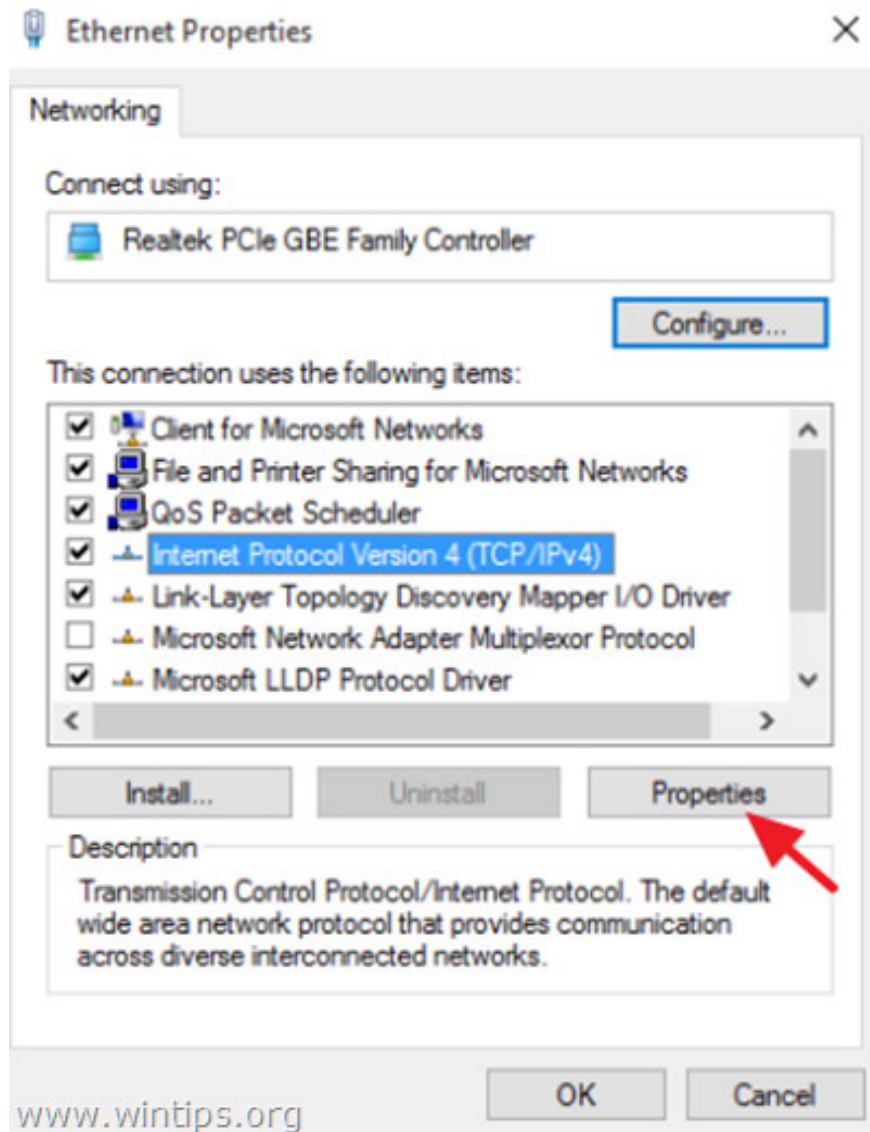 Ethernet Properties
Networking
Connect using:
Realtek PCIe GBE Family Controller
Configure...
This connection uses the following items:
Client for Microsoft Networks
File and Printer Sharing for Microsoft Networks
QoS Packet Scheduler
Internet Protocol Version 4 (TCP/IPv4)
Link-Layer Topology Discovery Mapper I/O Driver
Microsoft Network Adapter Multiplexor Protocol
Microsoft LLDP Protocol Driver
Install...
Uninstall
Properties
Description
Transmission Control Protocol/Internet Protocol. The default
wide area network protocol that provides communication
across diverse interconnected networks.
OK
Cancel
www.wintips.org